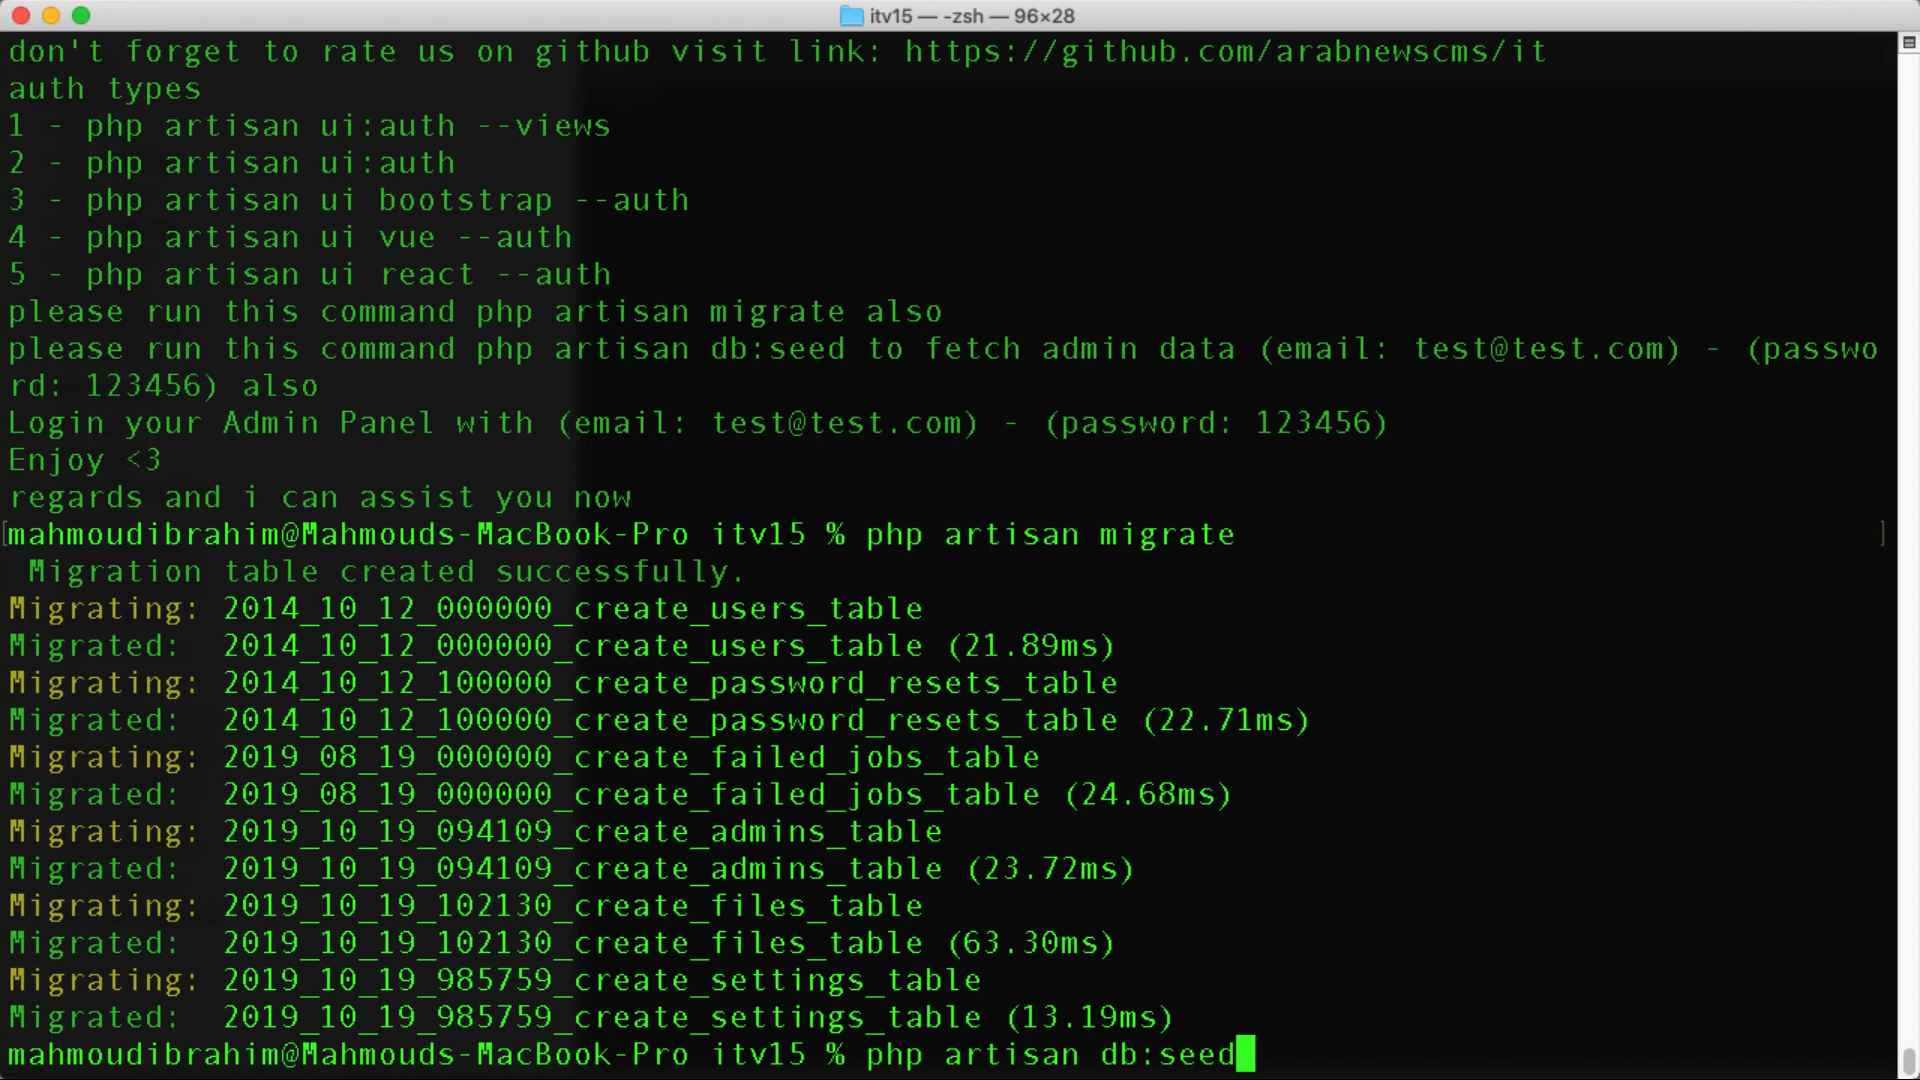 itv15 — -zsh — 96×28
don't forget to rate us on github visit link: https://github.com/arabnewscms/it
auth types
1 - php artisan ui:auth --views
2 - php artisan ui:auth
3 - php artisan ui bootstrap --auth
4 - php artisan ui vue --auth
5 - php artisan ui react --auth
please run this command php artisan migrate also
please run this command php artisan db:seed to fetch admin data (email: test@test.com) - (passwo
rd: 123456) also
Login your Admin Panel with (email: test@test.com) - (password: 123456)
Enjoy <3
regards and i can assist you now
[mahmoudibrahim@Mahmouds-MacBook-Pro itv15 % php artisan migrate ]
Migration table created successfully.
Migrating: 2014_10_12_000000_create_users_table
Migrated:  2014_10_12_000000_create_users_table (21.89ms)
Migrating: 2014_10_12_100000_create_password_resets_table
Migrated:  2014_10_12_100000_create_password_resets_table (22.71ms)
Migrating: 2019_08_19_000000_create_failed_jobs_table
Migrated:  2019_08_19_000000_create_failed_jobs_table (24.68ms)
Migrating: 2019_10_19_094109_create_admins_table
Migrated:  2019_10_19_094109_create_admins_table (23.72ms)
Migrating: 2019_10_19_102130_create_files_table
Migrated:  2019_10_19_102130_create_files_table (63.30ms)
Migrating: 2019_10_19_985759_create_settings_table
Migrated:  2019_10_19_985759_create_settings_table (13.19ms)
mahmoudibrahim@Mahmouds-MacBook-Pro itv15 % php artisan db:seed